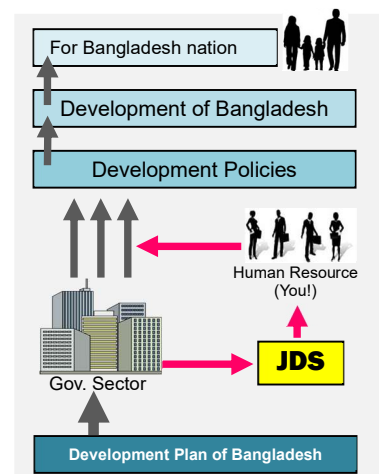 For Bangladesh nation
Development of Bangladesh
Development Policies
Human Resource
(You!)
JDS
Gov. Sector
Development Plan of Bangladesh